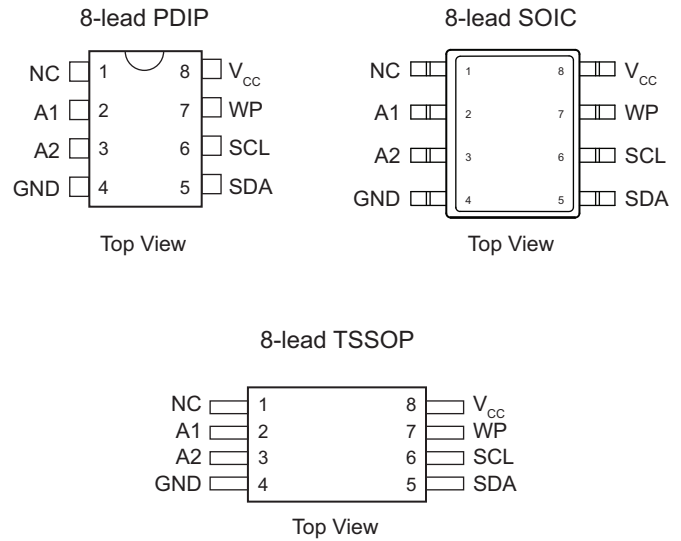 8-lead PDIP
NC 1 8 VCC
A1 2 7 WP
A2 3 6 SCL
GND 4 5 SDA
Top View
8-lead SOIC
NC 1 8 VCC
A1 2 7 WP
A2 3 6 SCL
GND 4 5 SDA
Top View
8-lead TSSOP
NC 1 8 VCC
A1 2 7 WP
A2 3 6 SCL
GND 4 5 SDA
Top View